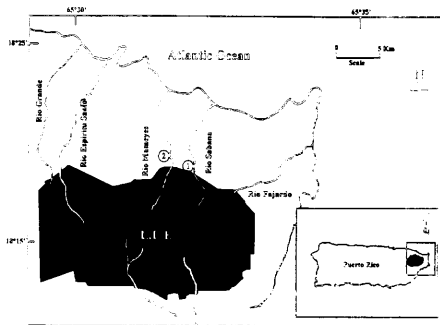 65°50'
65°35'
18°25'
Atlantic Ocean
0 5 Km
Scale
Rio Grande
Rio Espiritu Santo
Rio Mameyes
Rio Sabana
2
1
Rio Fajardo
18°15'
Puerto Rico